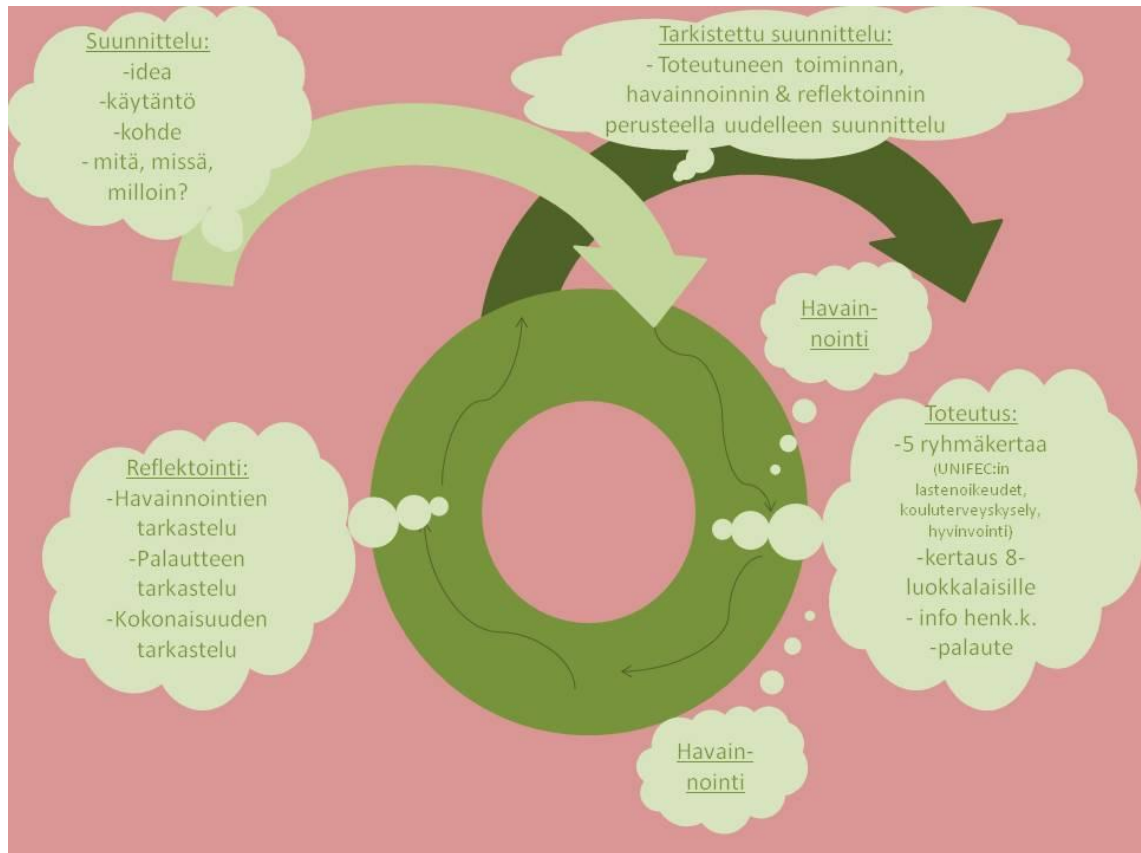 Suunnittelu:
-idea
-käytäntö
-kohde
- mitä, missä,
milloin?
Tarkistettu suunnittelu:
- Toteutuneen toiminnan,
havainnoinnin & reflektoinnin
perusteella uudelleen suunnittelu
Havain-
nointi
Toteutus:
-5 ryhmäkertaa
(UNIFEC:in
lastenoikeudet,
kouluterveyskysely,
hyvinvointi)
-kertaus 8-
luokkalaisille
- info henk.k.
-palaute
Reflektointi:
-Havainnointien
tarkastelu
-Palautteen
tarkastelu
-Kokonaisuuden
tarkastelu
Havain-
nointi